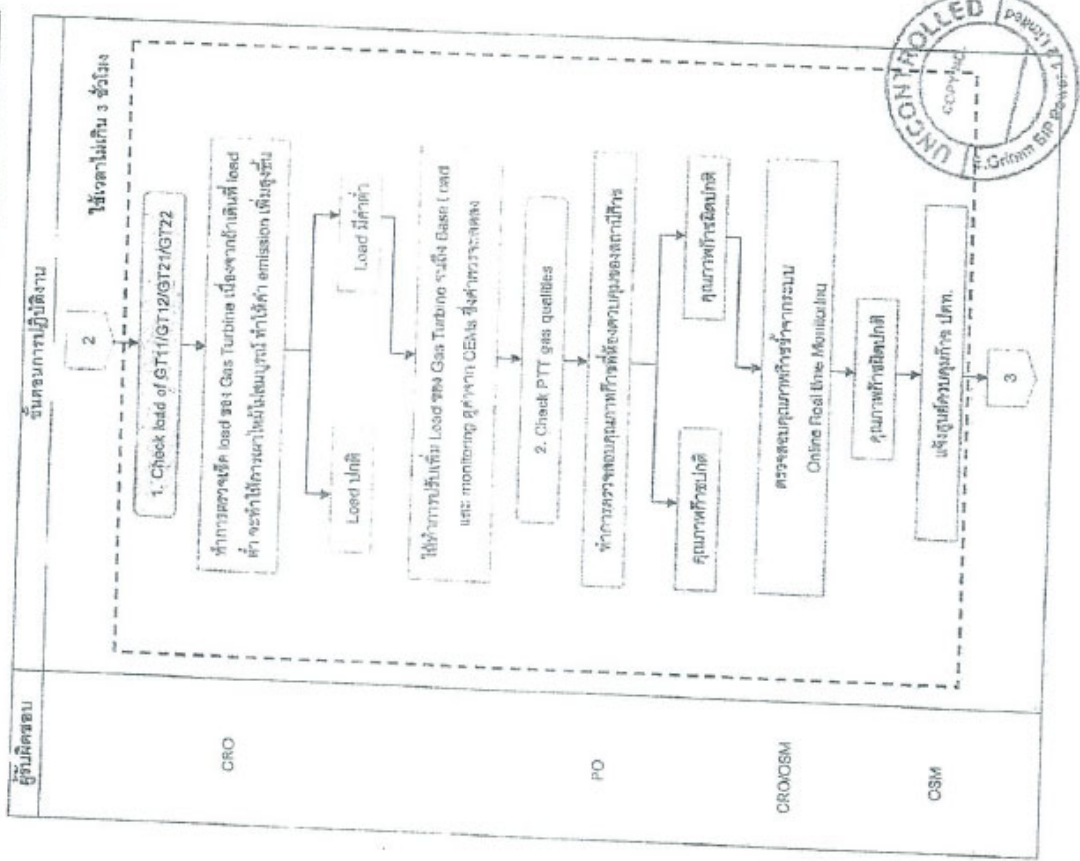 ผู้รับผิดชอบ
ขั้นตอนการปฏิบัติงาน
2
ใช้เวลาไม่เกิน 3 ชั่วโมง
1. Check load of GT11/GT12/GT21/GT22
CRO
ทำการตรวจเช็ค load ของ Gas Turbine เนื่องจากถ้าเดินที่ load
ต่ำ จะทำให้การเผาไหม้ไม่สมบูรณ์ ทำให้ค่า emission เพิ่มสูงขึ้น
Load ปกติ
Load มีค่าต่ำ
ให้ทำการปรับเพิ่ม Load ของ Gas Turbine จนถึง Base Load
และ monitoring ดูค่าจาก CEMs ซึ่งค่าควรจะลดลง
2. Check PTT gas qualities
PO
ทำการตรวจสอบคุณภาพก๊าซที่ห้องควบคุมของสถานีก๊าซ
คุณภาพก๊าซปกติ
คุณภาพก๊าซผิดปกติ
CRO/OSM
ตรวจสอบคุณภาพก๊าซซ้ำจากระบบ
Online Real time Monitoring
คุณภาพก๊าซผิดปกติ
OSM
แจ้งศูนย์ควบคุมก๊าซ ปตท.
3
UNCONTROLLED
COPY NO.
Grimm BIP Power 1 Limited